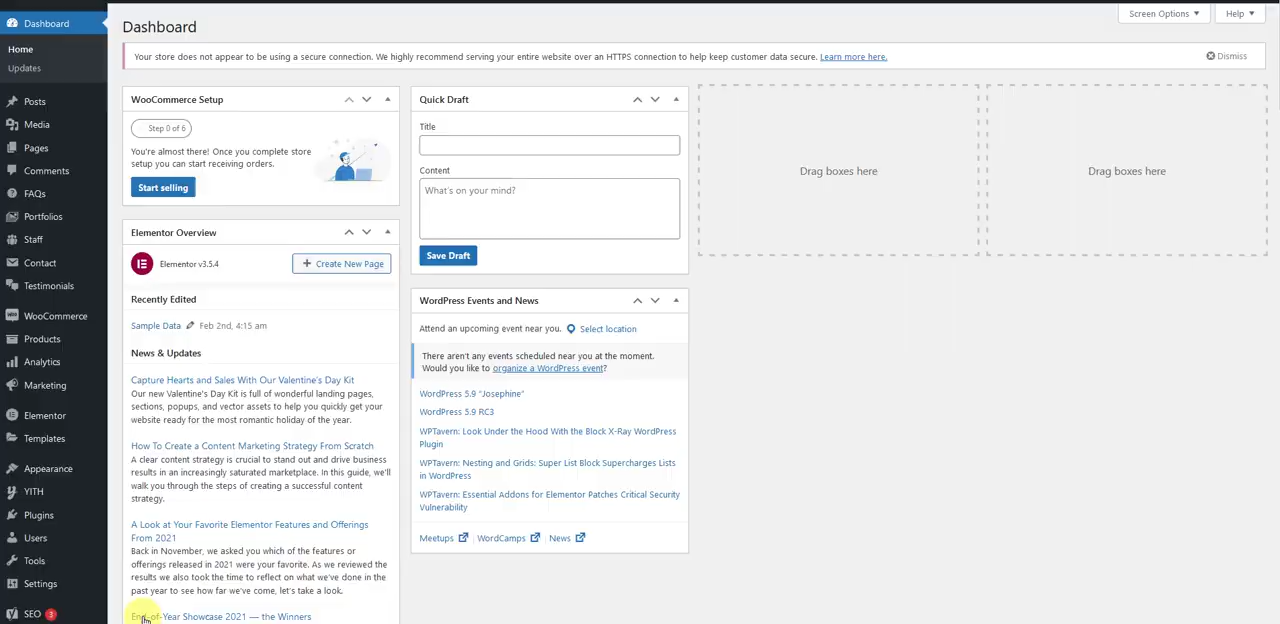 Dashboard
Home
Updates
Posts
Media
Pages
Comments
FAQs
Portfolios
Staff
Contact
Testimonials
WooCommerce
Products
Analytics
Marketing
Elementor
Templates
Appearance
YITH
Plugins
Users
Tools
Settings
SEO 3
Screen Options
Help
Dashboard
Your store does not appear to be using a secure connection. We highly recommend serving your entire website over an HTTPS connection to help keep customer data secure. Learn more here.
Dismiss
WooCommerce Setup
Step 0 of 6
You're almost there! Once you complete store
setup you can start receiving orders.
Start selling
Elementor Overview
Elementor v3.5.4
+ Create New Page
Recently Edited
Sample Data Feb 2nd, 4:15 am
News & Updates
Capture Hearts and Sales With Our Valentine's Day Kit
Our new Valentine's Day Kit is full of wonderful landing pages,
sections, popups, and vector assets to help you quickly get your
website ready for the most romantic holiday of the year.
How To Create a Content Marketing Strategy From Scratch
A clear content strategy is crucial to stand out and drive business
results in an increasingly saturated marketplace. In this guide, we'll
walk you through the steps of creating a successful content
strategy.
A Look at Your Favorite Elementor Features and Offerings
From 2021
Back in November, we asked you which of the features or
offerings released in 2021 were your favorite. As we reviewed the
results we also took the time to reflect on what we've done in the
past year to see how far we've come, let's take a look.
End-of-Year Showcase 2021 — the Winners
Quick Draft
Title
Content
What's on your mind?
Save Draft
WordPress Events and News
Attend an upcoming event near you. Select location
There aren't any events scheduled near you at the moment.
Would you like to organize a WordPress event?
WordPress 5.9 "Josephine"
WordPress 5.9 RC3
WPTavern: Look Under the Hood With the Block X-Ray WordPress
Plugin
WPTavern: Nesting and Grids: Super List Block Supercharges Lists
in WordPress
WPTavern: Essential Addons for Elementor Patches Critical Security
Vulnerability
Meetups | WordCamps | News
Drag boxes here
Drag boxes here